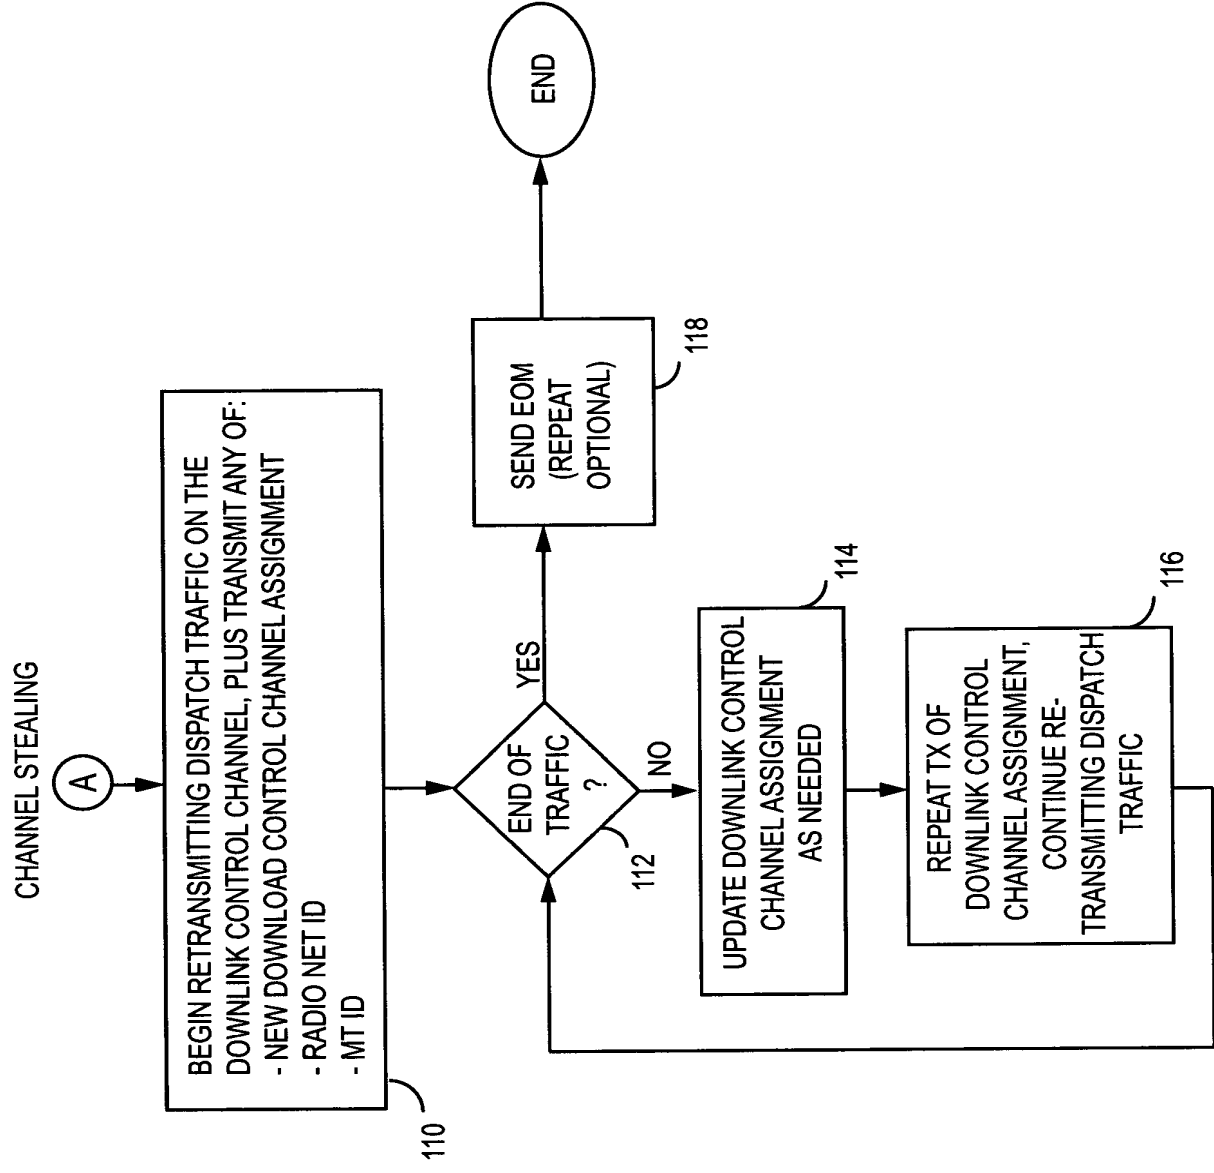 CHANNEL STEALING
A
BEGIN RETRANSMITTING DISPATCH TRAFFIC ON THE
DOWNLINK CONTROL CHANNEL, PLUS TRANSMIT ANY OF:
- NEW DOWNLOAD CONTROL CHANNEL ASSIGNMENT
- RADIO NET ID
- MT ID
110
END OF
TRAFFIC
?
112
YES
NO
SEND EOM
(REPEAT
OPTIONAL)
118
END
UPDATE DOWNLINK CONTROL
CHANNEL ASSIGNMENT
AS NEEDED
114
REPEAT TX OF
DOWNLINK CONTROL
CHANNEL ASSIGNMENT,
CONTINUE RE-
TRANSMITTING DISPATCH
TRAFFIC
116